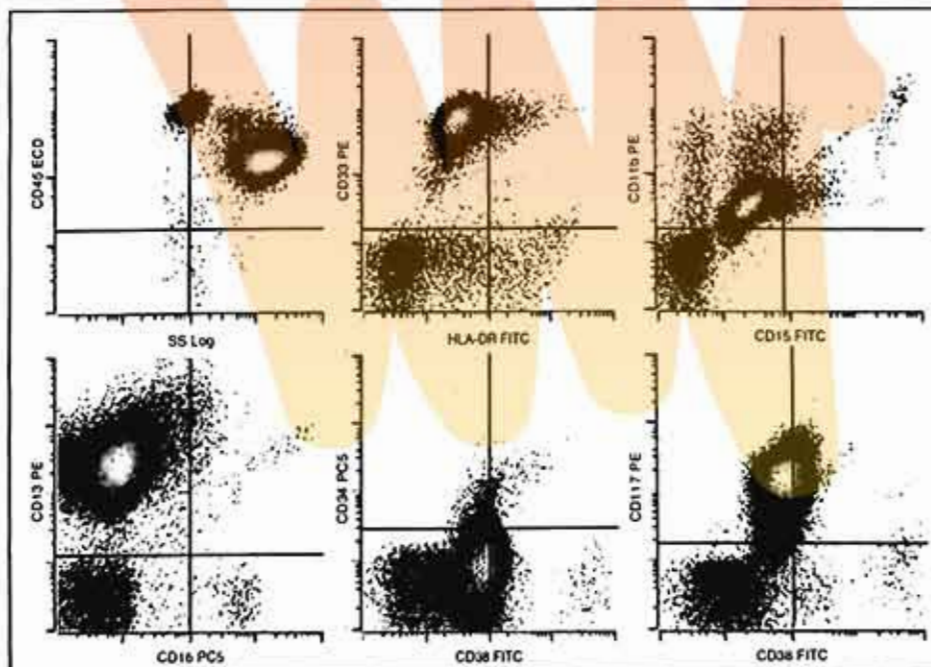 CD45 ECD
SS Log
CD33 PE
HLA-DR FITC
CD11b PE
CD15 FITC
CD13 PE
CD16 PC5
CD34 PC5
CD38 FITC
CD117 PE
CD38 FITC